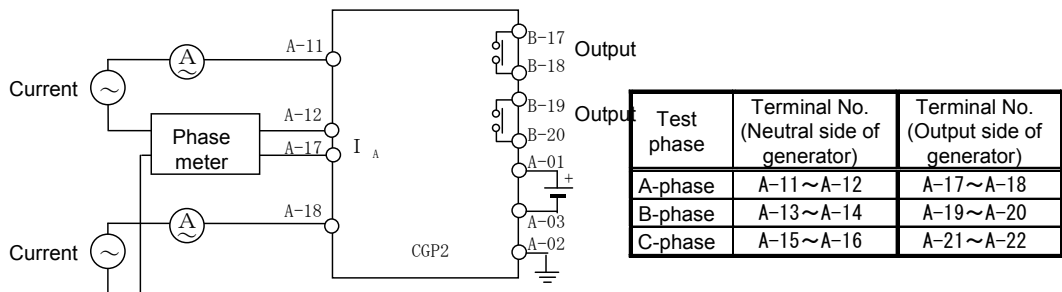 A-11
A
Current
A-12
Phase
meter
A-17
I A
A-18
A
Current
CGP2
B-17
Output
B-18
B-19
Output
B-20
A-01
+
A-03
A-02
Test phase
Terminal No. (Neutral side of generator)
Terminal No. (Output side of generator)
A-phase A-11～A-12 A-17～A-18
B-phase A-13～A-14 A-19～A-20
C-phase A-15～A-16 A-21～A-22